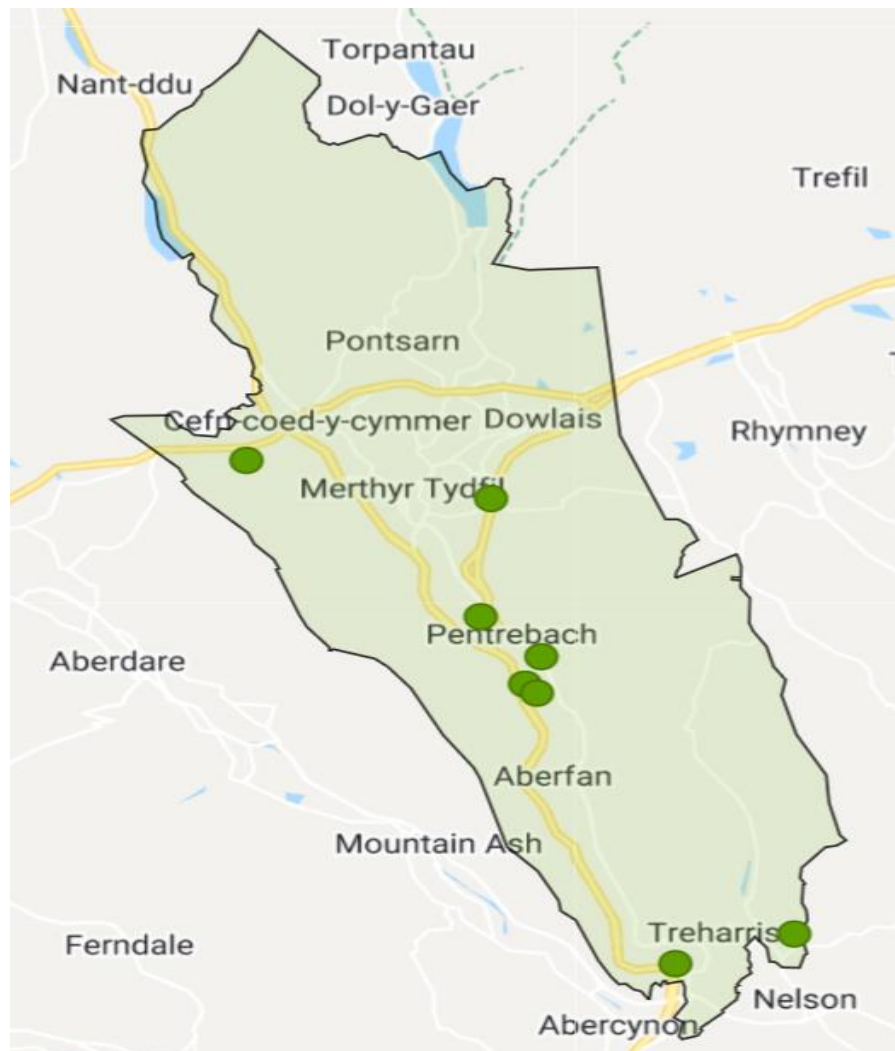 Torpantau
Nant-ddu
Dol-y-Gaer
Trefil
Pontsarn
Cefn-coed-y-cymmer
Dowlais
Rhymney
Merthyr Tydfil
Pentrebach
Aberdare
Aberfan
Mountain Ash
Treharris
Ferndale
Nelson
Abercynon